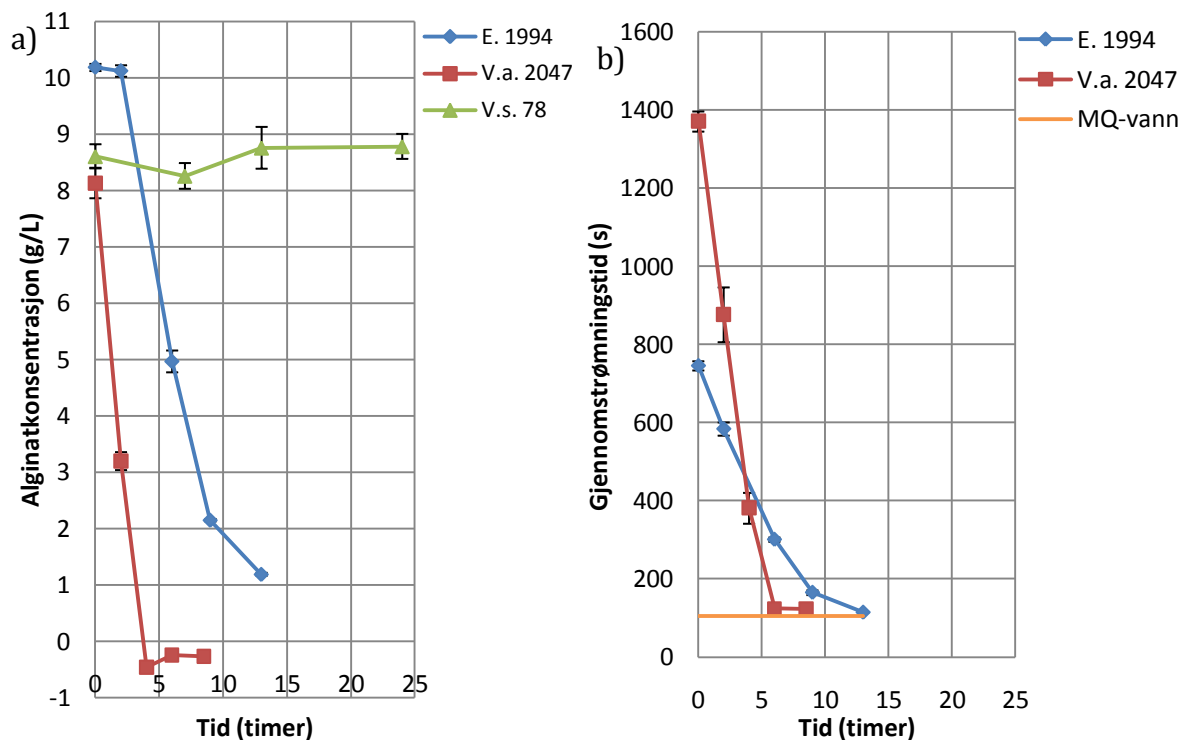 a)
11
10
9
8
7
6
5
4
3
2
1
0
-1
Alginatkonsentrasjon (g/L)
0 5 10 15 20 25
Tid (timer)
E. 1994
V.a. 2047
V.s. 78
b)
1600
1400
1200
1000
800
600
400
200
0
Gjennomstrømningstid (s)
0 5 10 15 20 25
Tid (timer)
E. 1994
V.a. 2047
MQ-vann